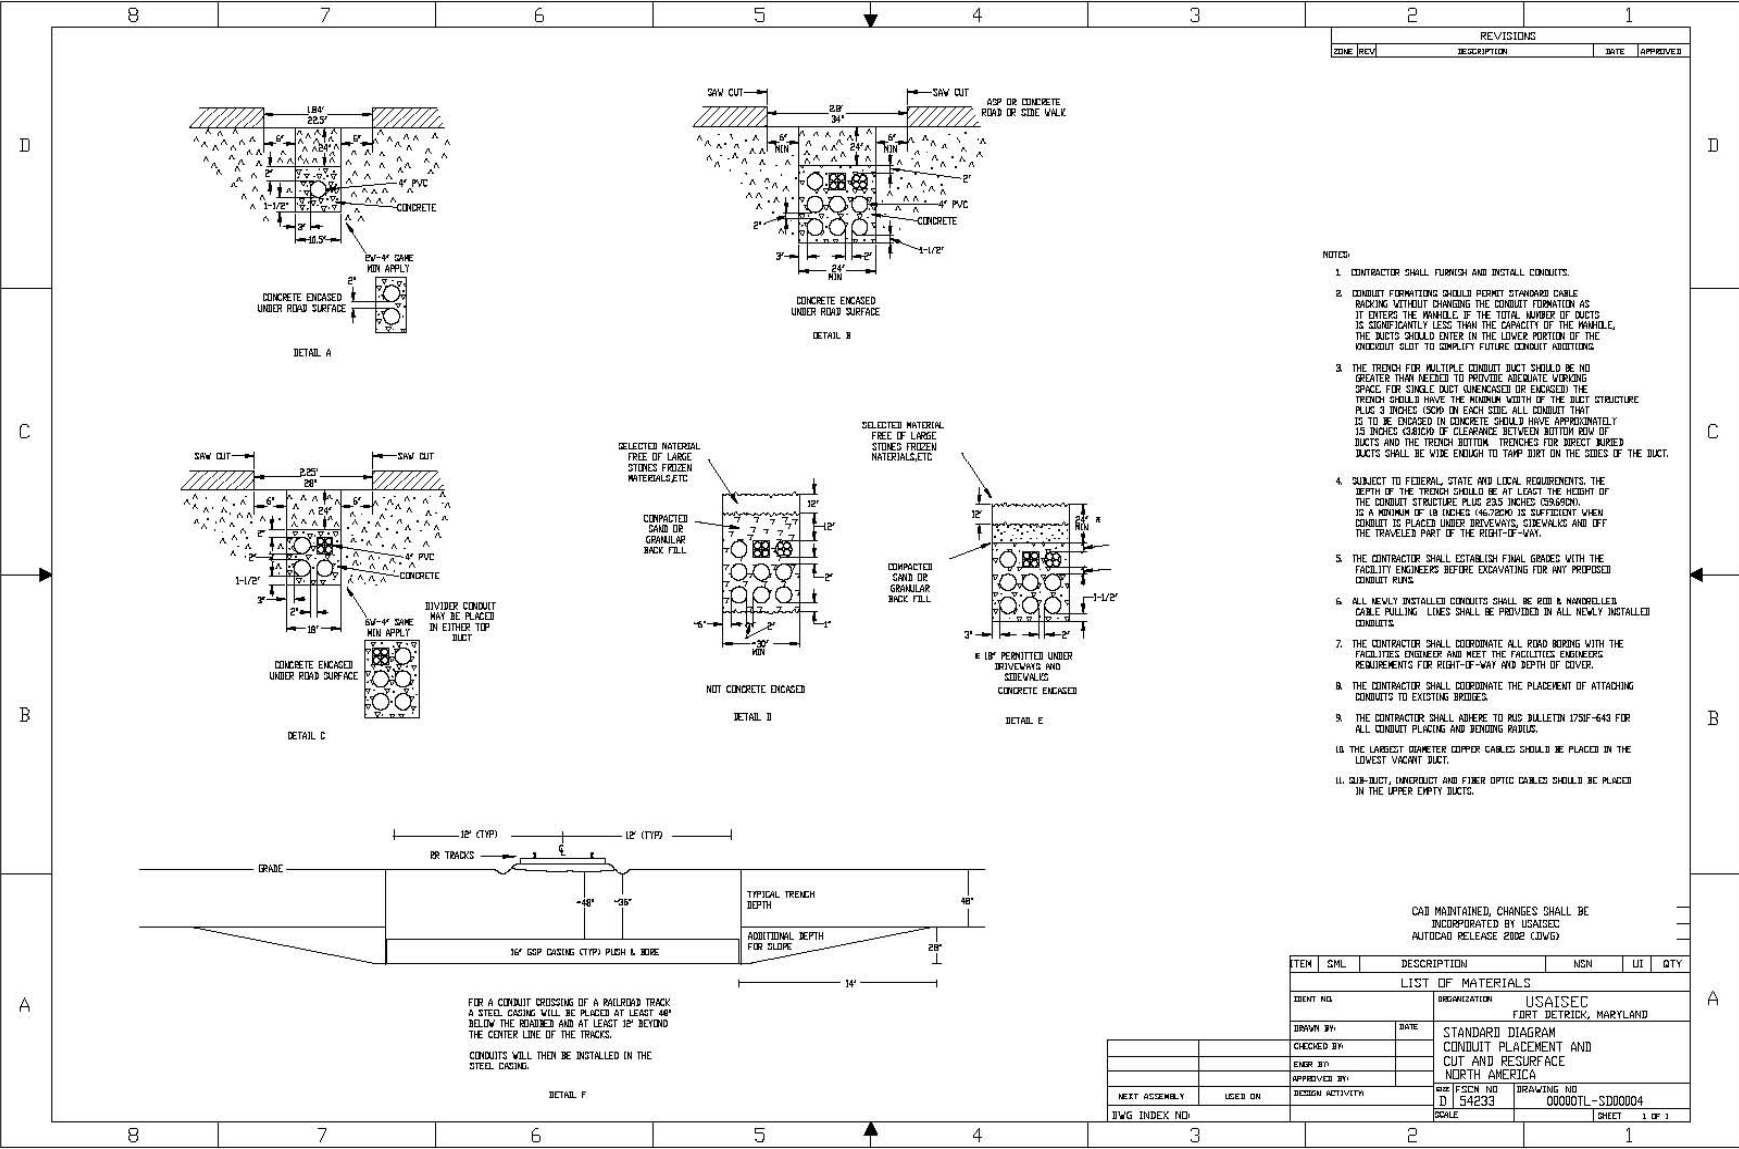 8 7 6 5 4 3 2 1
D
C
B
A
D
C
B
A
REVISIONS
ZONE REV DESCRIPTION DATE APPROVED
1.84'
22.5"
6" 6"
24"
2"
4" PVC
1-1/2"
CONCRETE
3"
10.5"
2W-4" SAME
MIN APPLY
2"
CONCRETE ENCASED
UNDER ROAD SURFACE
DETAIL A
SAW CUT SAW CUT
2.8'
34"
ASP OR CONCRETE
ROAD OR SIDE WALK
6" 6"
MIN 24" MIN
2"
4" PVC
2" CONCRETE
1-1/2"
3" 2"
24"
MIN
CONCRETE ENCASED
UNDER ROAD SURFACE
DETAIL B
SAW CUT SAW CUT
2.25'
28"
6" 6"
24"
2"
2"
4" PVC
1-1/2"
CONCRETE
3"
2"
18"
6W-4" SAME
MIN APPLY
DIVIDER CONDUIT
MAY BE PLACED
IN EITHER TOP
DUCT
CONCRETE ENCASED
UNDER ROAD SURFACE
DETAIL C
SELECTED MATERIAL
FREE OF LARGE
STONES FROZEN
MATERIALS,ETC
12"
12"
COMPACTED
SAND OR
GRANULAR
BACK FILL
2"
1"
6" 2" 2"
30"
MIN
NOT CONCRETE ENCASED
DETAIL D
SELECTED MATERIAL
FREE OF LARGE
STONES FROZEN
MATERIALS,ETC
12"
24" *
MIN
COMPACTED
SAND OR
GRANULAR
BACK FILL
1-1/2"
3" 2"
* 18" PERMITTED UNDER
DRIVEWAYS AND
SIDEWALKS
CONCRETE ENCASED
DETAIL E
NOTES:
1. CONTRACTOR SHALL FURNISH AND INSTALL CONDUITS.
2. CONDUIT FORMATIONS SHOULD PERMIT STANDARD CABLE
RACKING WITHOUT CHANGING THE CONDUIT FORMATION AS
IT ENTERS THE MANHOLE. IF THE TOTAL NUMBER OF DUCTS
IS SIGNIFICANTLY LESS THAN THE CAPACITY OF THE MANHOLE,
THE DUCTS SHOULD ENTER IN THE LOWER PORTION OF THE
KNOCKOUT SLOT TO SIMPLIFY FUTURE CONDUIT ADDITIONS.
3. THE TRENCH FOR MULTIPLE CONDUIT DUCT SHOULD BE NO
GREATER THAN NEEDED TO PROVIDE ADEQUATE WORKING
SPACE. FOR SINGLE DUCT (UNENCASED OR ENCASED) THE
TRENCH SHOULD HAVE THE MINIMUM WIDTH OF THE DUCT STRUCTURE
PLUS 3 INCHES (5CM) ON EACH SIDE. ALL CONDUIT THAT
IS TO BE ENCASED IN CONCRETE SHOULD HAVE APPROXIMATELY
1.5 INCHES (3.81CM) OF CLEARANCE BETWEEN BOTTOM ROW OF
DUCTS AND THE TRENCH BOTTOM. TRENCHES FOR DIRECT BURIED
DUCTS SHALL BE WIDE ENOUGH TO TAMP DIRT ON THE SIDES OF THE DUCT.
4. SUBJECT TO FEDERAL, STATE AND LOCAL REQUIREMENTS. THE
DEPTH OF THE TRENCH SHOULD BE AT LEAST THE HEIGHT OF
THE CONDUIT STRUCTURE PLUS 23.5 INCHES (59.69CM).
IS A MINIMUM OF 18 INCHES (46.72CM) IS SUFFICIENT WHEN
CONDUIT IS PLACED UNDER DRIVEWAYS, SIDEWALKS AND OFF
THE TRAVELED PART OF THE RIGHT-OF-WAY.
5. THE CONTRACTOR SHALL ESTABLISH FINAL GRADES WITH THE
FACILITY ENGINEERS BEFORE EXCAVATING FOR ANY PROPOSED
CONDUIT RUNS.
6. ALL NEWLY INSTALLED CONDUITS SHALL BE ROD & MANDRELLED.
CABLE PULLING LINES SHALL BE PROVIDED IN ALL NEWLY INSTALLED
CONDUITS.
7. THE CONTRACTOR SHALL COORDINATE ALL ROAD BORING WITH THE
FACILITIES ENGINEER AND MEET THE FACILITIES ENGINEERS
REQUIREMENTS FOR RIGHT-OF-WAY AND DEPTH OF COVER.
8. THE CONTRACTOR SHALL COORDINATE THE PLACEMENT OF ATTACHING
CONDUITS TO EXISTING BRIDGES.
9. THE CONTRACTOR SHALL ADHERE TO RUS BULLETIN 1751F-643 FOR
ALL CONDUIT PLACING AND BENDING RADIUS.
10. THE LARGEST DIAMETER COPPER CABLES SHOULD BE PLACED IN THE
LOWEST VACANT DUCT.
11. SUB-DUCT, INNERDUCT AND FIBER OPTIC CABLES SHOULD BE PLACED
IN THE UPPER EMPTY DUCTS.
12' (TYP) 12' (TYP)
RR TRACKS
GRADE
~48" ~36"
TYPICAL TRENCH
DEPTH
48"
ADDITIONAL DEPTH
FOR SLOPE
28"
16" GSP CASING (TYP) PUSH & BORE
14'
FOR A CONDUIT CROSSING OF A RAILROAD TRACK
A STEEL CASING WILL BE PLACED AT LEAST 48"
BELOW THE ROADBED AND AT LEAST 12' BEYOND
THE CENTER LINE OF THE TRACKS.
CONDUITS WILL THEN BE INSTALLED IN THE
STEEL CASING.
DETAIL F
CAD MAINTAINED, CHANGES SHALL BE
INCORPORATED BY USAISEC
AUTOCAD RELEASE 2002 (.DWG)
ITEM SML DESCRIPTION NSN UI QTY
LIST OF MATERIALS
IDENT NO. ORGANIZATION USAISEC
FORT DETRICK, MARYLAND
DRAWN BY: DATE
CHECKED BY:
ENGR BY:
APPROVED BY:
DESIGN ACTIVITY:
STANDARD DIAGRAM
CONDUIT PLACEMENT AND
CUT AND RESURFACE
NORTH AMERICA
SIZE FSCM NO DRAWING NO
D 54233 00000TL-SD00004
SCALE SHEET 1 OF 1
NEXT ASSEMBLY USED ON
DWG INDEX NO:
8 7 6 5 4 3 2 1